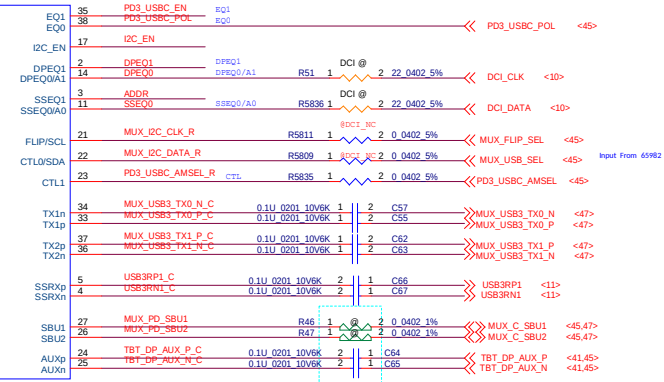 EQ1 35 PD3_USBC_EN EQ1
EQ0 38 PD3_USBC_POL EQ0 PD3_USBC_POL <45>
I2C_EN 17 I2C_EN
DPEQ1 2 DPEQ1 DPEQ1 DCI @
DPEQ0/A1 14 DPEQ0 DPEQ0/A1 R51 1 2 22_0402_5% DCI_CLK <10>
SSEQ1 3 ADDR DCI @
SSEQ0/A0 11 SSEQ0 SSEQ0/A0 R5836 1 2 22_0402_5% DCI_DATA <10>
@DCI_NC
FLIP/SCL 21 MUX_I2C_CLK_R R5811 1 2 0_0402_5% MUX_FLIP_SEL <45>
@DCI_NC
CTL0/SDA 22 MUX_I2C_DATA_R R5809 1 2 0_0402_5% MUX_USB_SEL <45> Input From 65982
CTL1 23 PD3_USBC_AMSEL_R CTL R5835 1 2 0_0402_5% PD3_USBC_AMSEL <45>
TX1n 34 MUX_USB3_TX0_N_C 0.1U_0201_10V6K 1 2 C57 MUX_USB3_TX0_N <47>
TX1p 33 MUX_USB3_TX0_P_C 0.1U_0201_10V6K 1 2 C55 MUX_USB3_TX0_P <47>
TX2p 37 MUX_USB3_TX1_P_C 0.1U_0201_10V6K 1 2 C62 MUX_USB3_TX1_P <47>
TX2n 36 MUX_USB3_TX1_N_C 0.1U_0201_10V6K 1 2 C63 MUX_USB3_TX1_N <47>
SSRXp 5 USB3RP1_C 0.1U_0201_10V6K 2 1 C66 USB3RP1 <11>
SSRXn 4 USB3RN1_C 0.1U_0201_10V6K 2 1 C67 USB3RN1 <11>
SBU1 27 MUX_PD_SBU1 R46 1 @ 2 0_0402_1% MUX_C_SBU1 <45,47>
SBU2 26 MUX_PD_SBU2 R47 1 @ 2 0_0402_1% MUX_C_SBU2 <45,47>
AUXp 24 TBT_DP_AUX_P_C 0.1U_0201_10V6K 2 1 C64 TBT_DP_AUX_P <41,45>
AUXn 25 TBT_DP_AUX_N_C 0.1U_0201_10V6K 2 1 C65 TBT_DP_AUX_N <41,45>